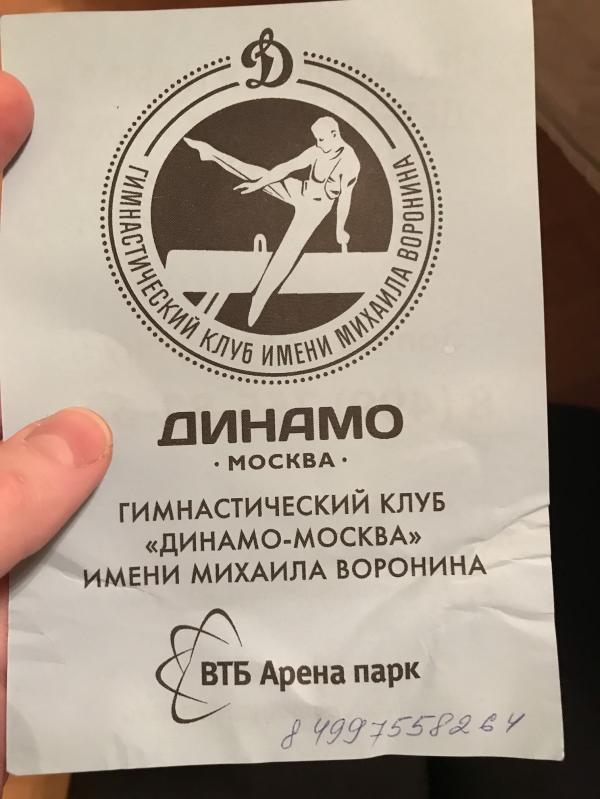 Д
ГИМНАСТИЧЕСКИЙ КЛУБ ИМЕНИ МИХАИЛА ВОРОНИНА
ДИНАМО
· МОСКВА ·
ГИМНАСТИЧЕСКИЙ КЛУБ
«ДИНАМО-МОСКВА»
ИМЕНИ МИХАИЛА ВОРОНИНА
ВТБ Арена парк
8 4997558264